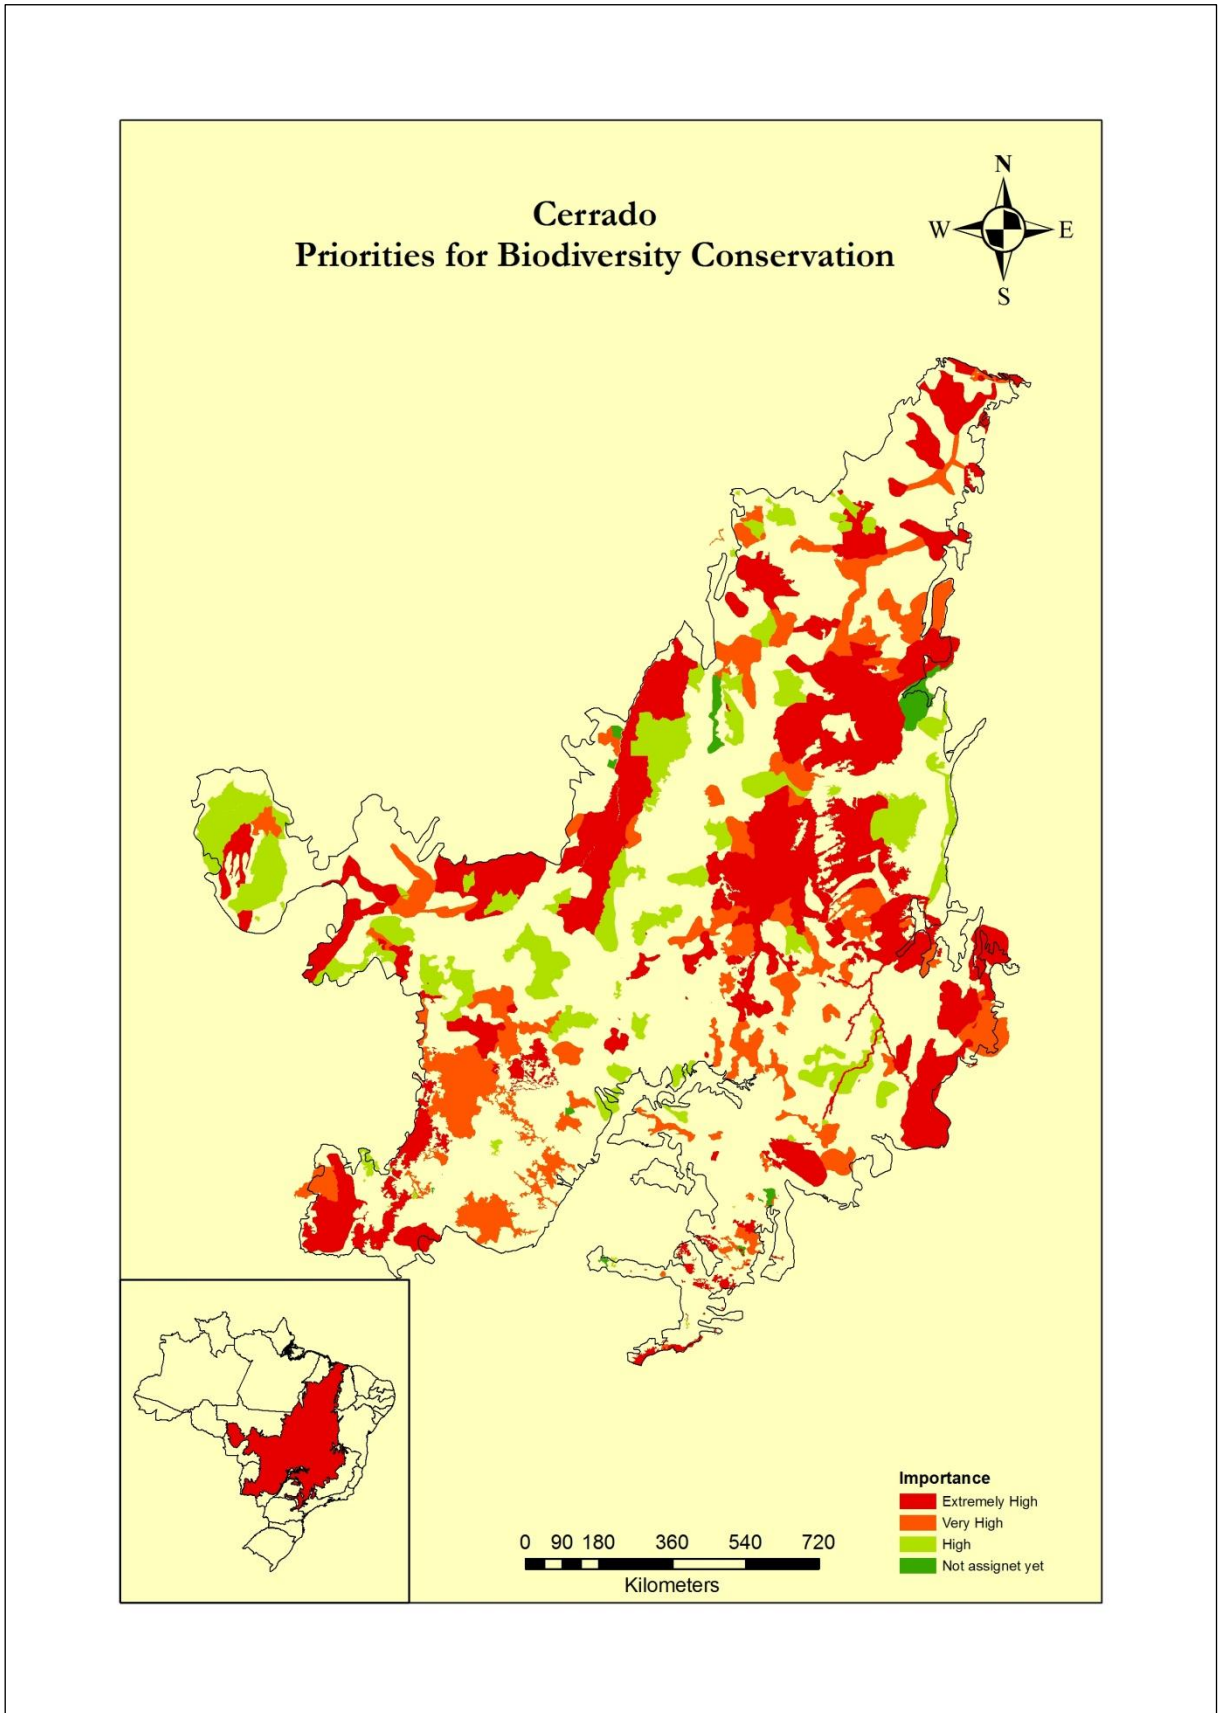 N
Cerrado
W E
Priorities for Biodiversity Conservation
S
Importance
Extremely High
Very High
High
Not assignet yet
0 90 180 360 540 720
Kilometers